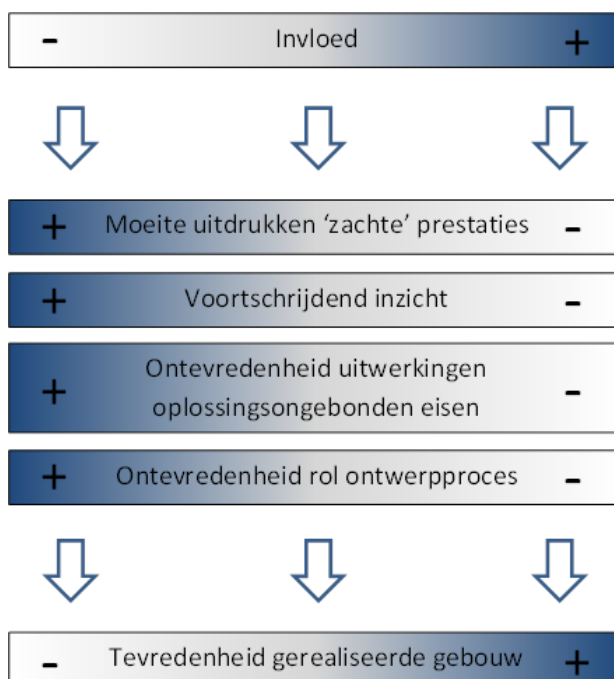 - Invloed +
+ Moeite uitdrukken ‘zachte’ prestaties -
+ Voortschrijdend inzicht -
Ontevredenheid uitwerkingen
+ oplossingsongebonden eisen -
+ Ontevredenheid rol ontwerpproces -
- Tevredenheid gerealiseerde gebouw +